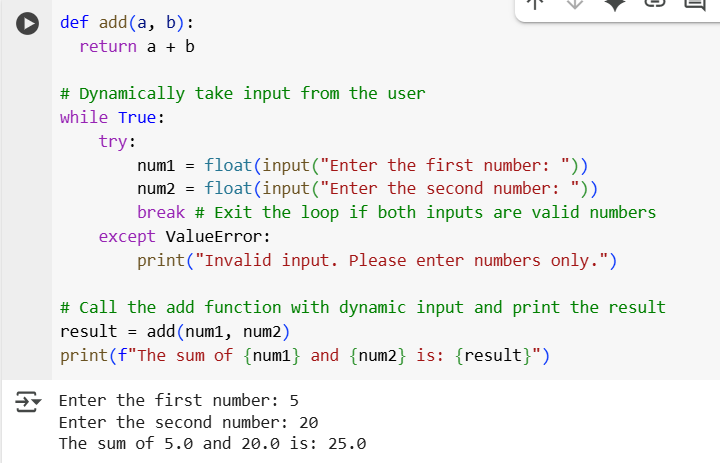 def add(a, b):
  return a + b

# Dynamically take input from the user
while True:
    try:
        num1 = float(input("Enter the first number: "))
        num2 = float(input("Enter the second number: "))
        break # Exit the loop if both inputs are valid numbers
    except ValueError:
        print("Invalid input. Please enter numbers only.")

# Call the add function with dynamic input and print the result
result = add(num1, num2)
print(f"The sum of {num1} and {num2} is: {result}")
Enter the first number: 5
Enter the second number: 20
The sum of 5.0 and 20.0 is: 25.0